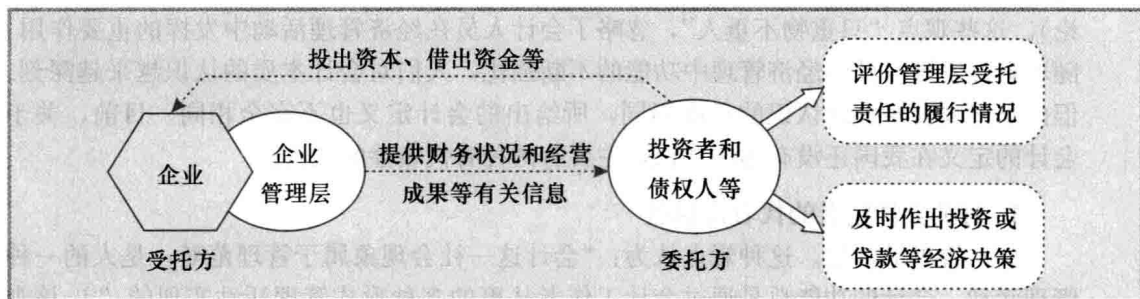 投出资本、借出资金等
企业
企业
管理层
提供财务状况和经营
成果等有关信息
投资者和
债权人等
评价管理层受托
责任的履行情况
及时作出投资或
贷款等经济决策
受托方
委托方